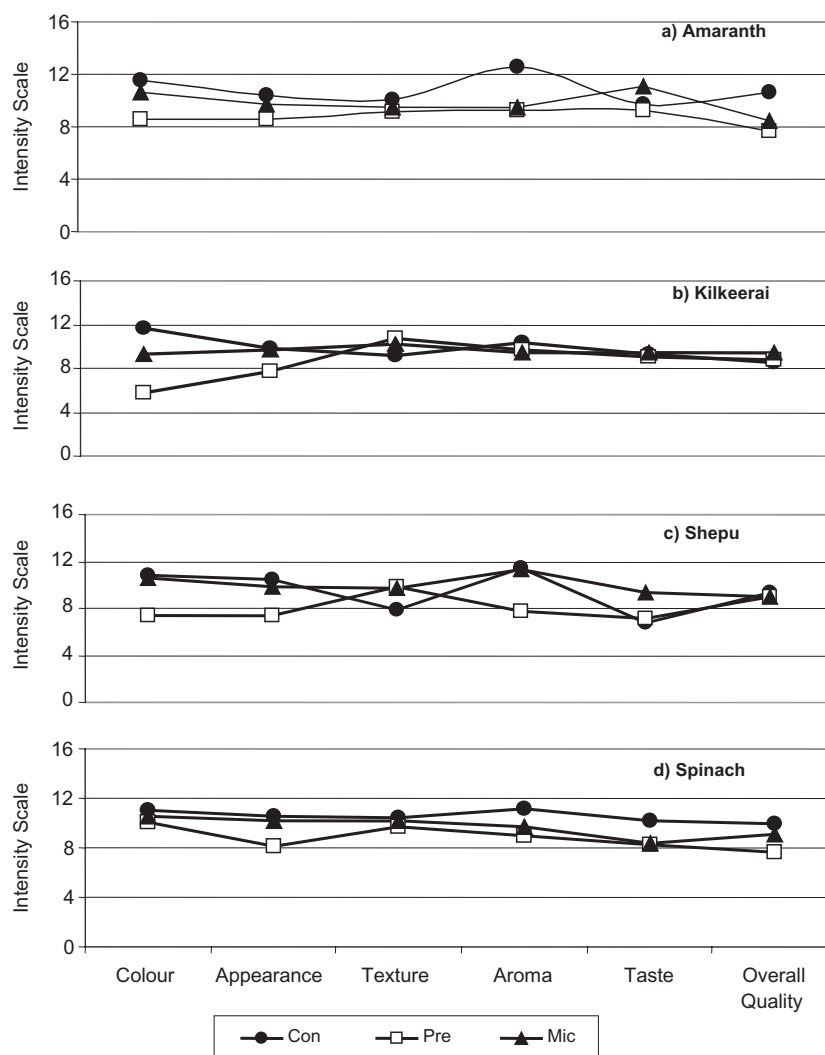 a) Amaranth
16
12
8
4
0
Intensity Scale
b) Kilkeerai
16
12
8
4
0
Intensity Scale
c) Shepu
16
12
8
4
0
Intensity Scale
d) Spinach
16
12
8
4
0
Intensity Scale
Colour Appearance Texture Aroma Taste Overall
Quality
Con Pre Mic